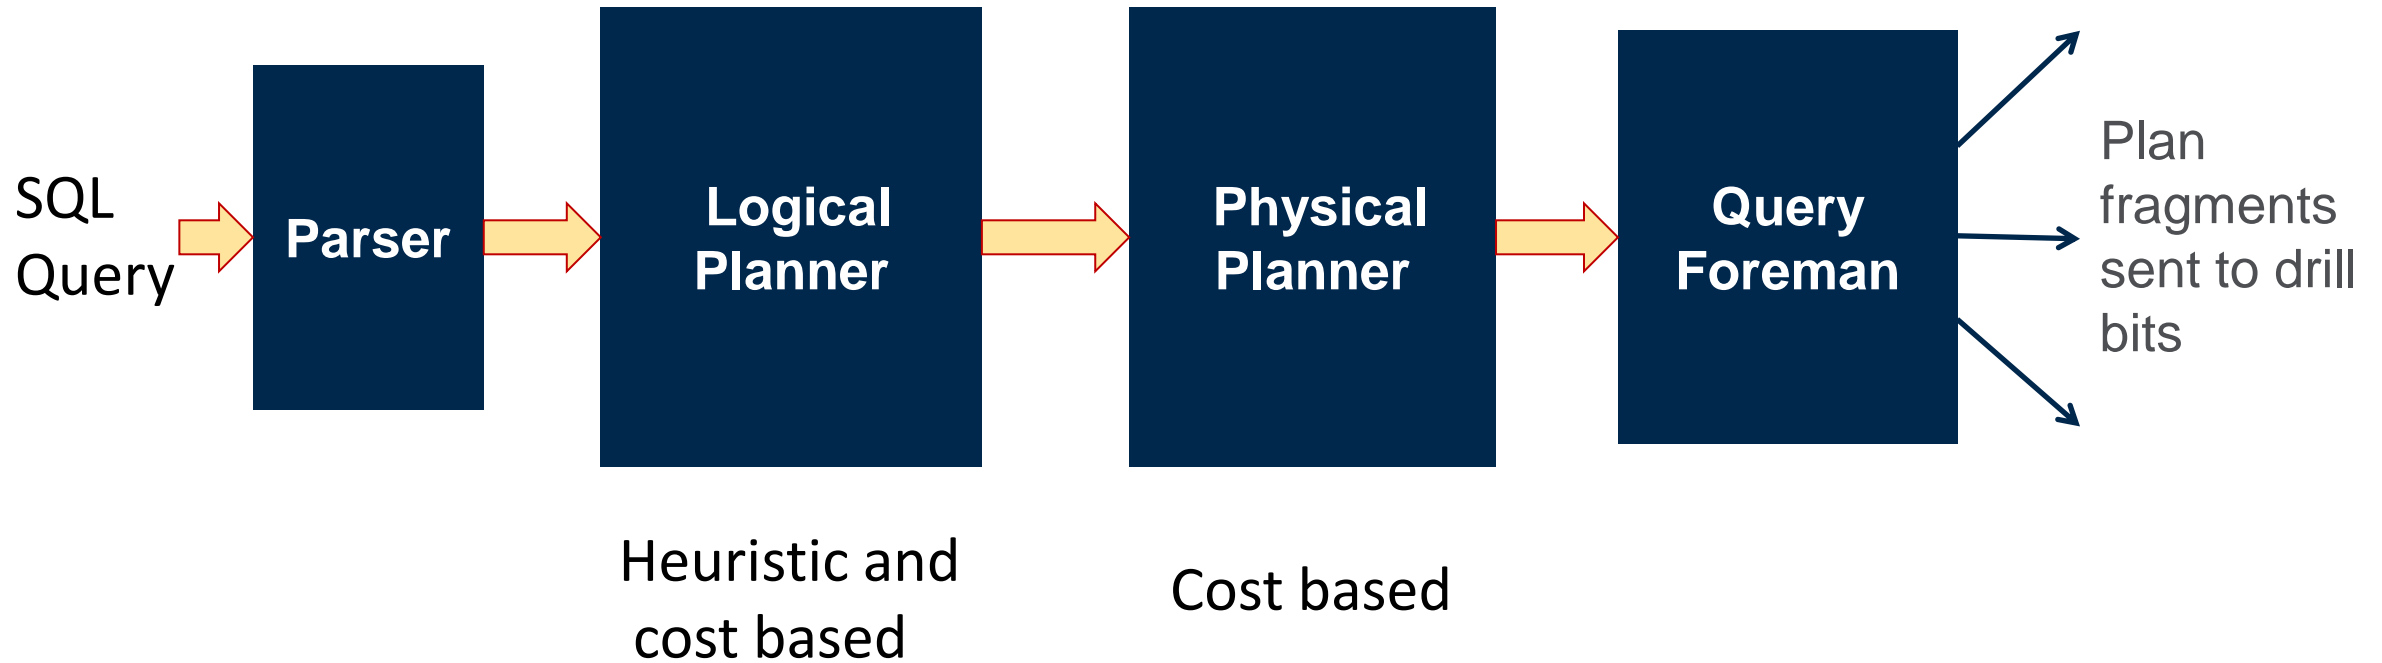 SQL
Query
Parser
Logical
Planner
Physical
Planner
Query
Foreman
Plan
fragments
sent to drill
bits
Heuristic and
cost based
Cost based